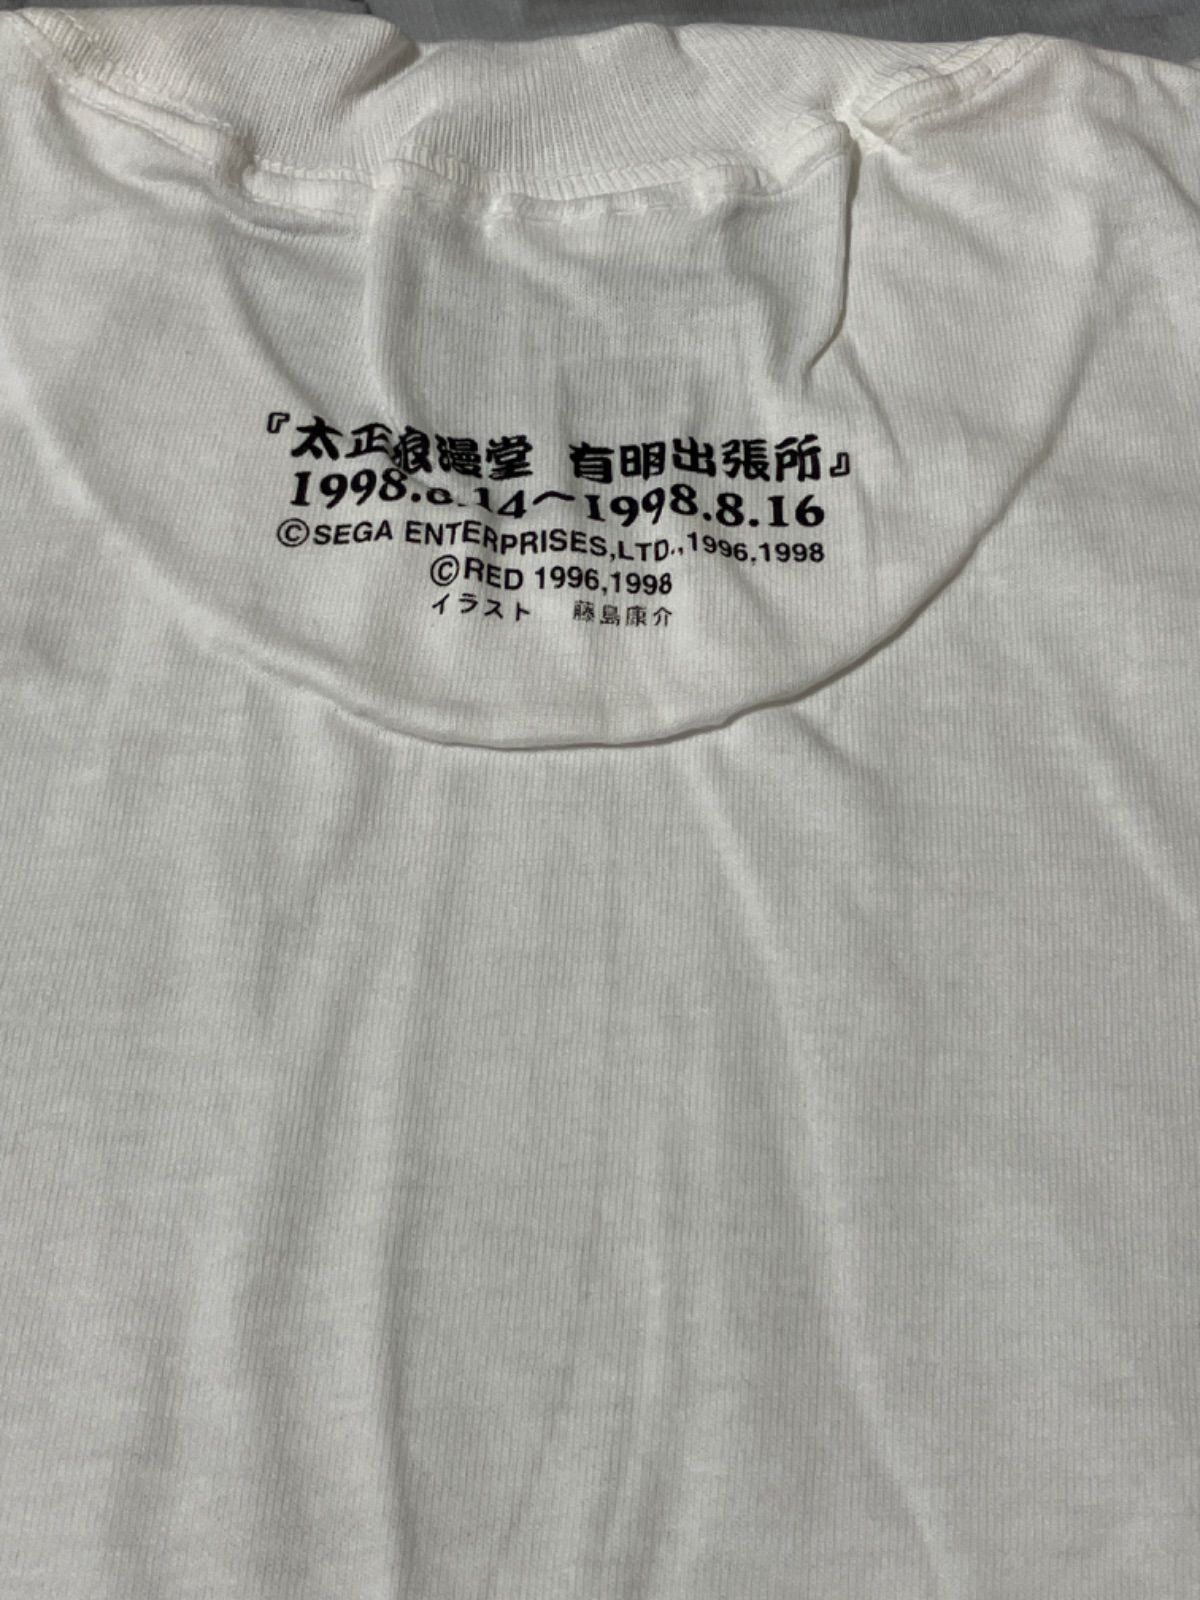 『太正浪漫堂 有明出張所』
1998.8.14～1998.8.16
©SEGA ENTERPRISES,LTD.,1996,1998
©RED 1996,1998
イラスト 藤島康介